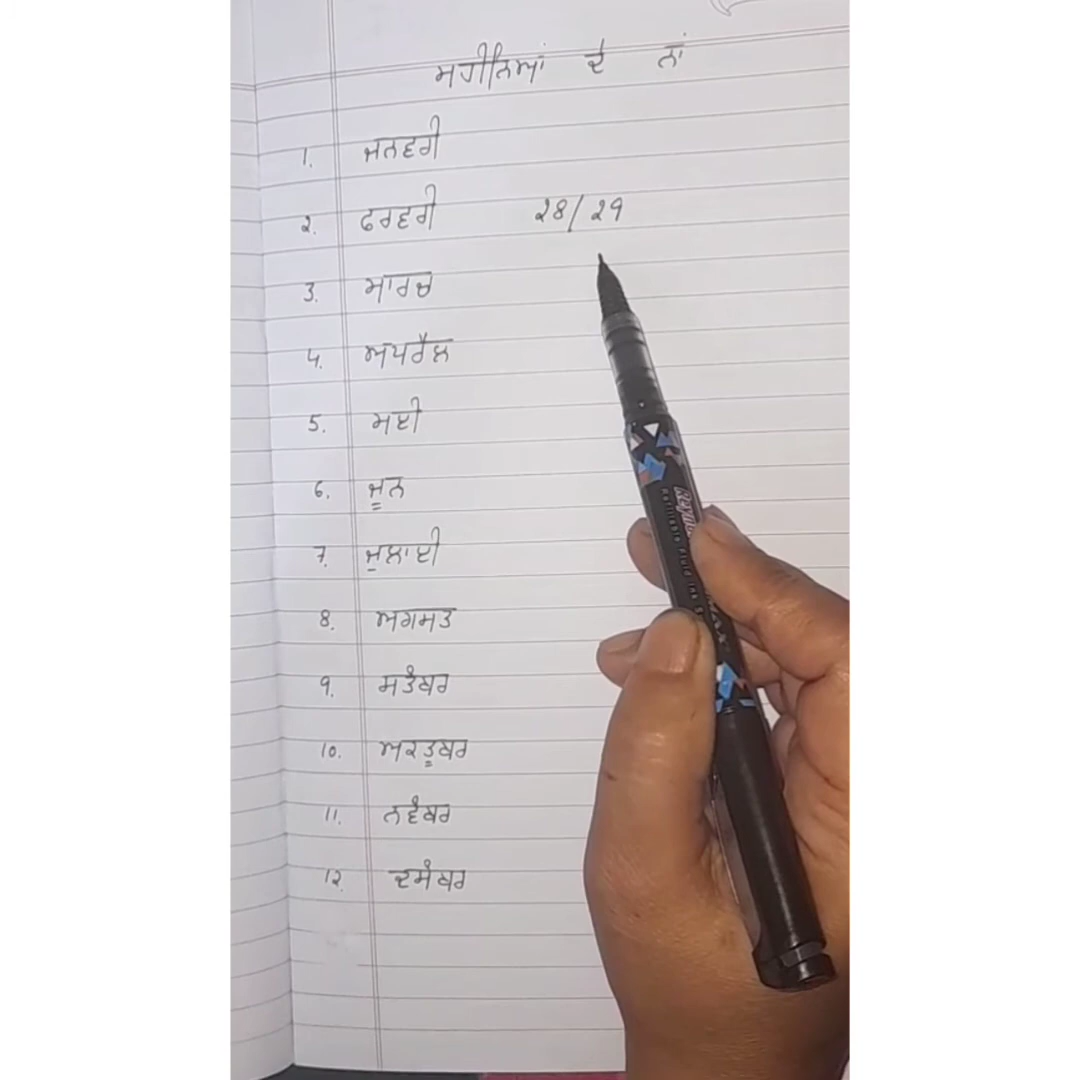 ਮਹੀਨਿਆਂ ਦੇ ਨਾਂ
1. ਜਨਵਰੀ
2. ਫਰਵਰੀ 28/29
3. ਮਾਰਚ
4. ਅਪਰੈਲ
5. ਮਈ
6. ਜੂਨ
7. ਜੁਲਾਈ
8. ਅਗਸਤ
9. ਸਤੰਬਰ
10. ਅਕਤੂਬਰ
11. ਨਵੰਬਰ
12. ਦਸੰਬਰ